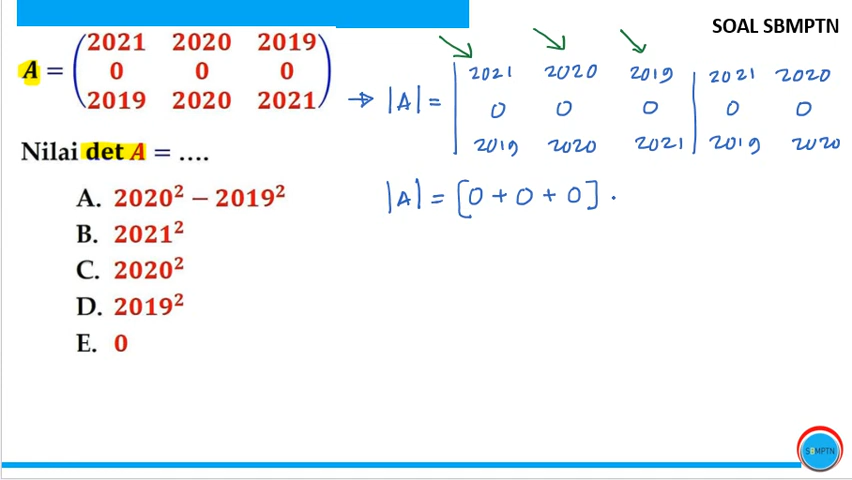 SOAL SBMPTN
A = (2021 2020 2019
0 0 0
2019 2020 2021)
→ |A| = | 2021 2020 2019 | 2021 2020
0 0 0 | 0 0
2019 2020 2021 | 2019 2020
Nilai det A = ....
|A| = [0 + 0 + 0] .
A. 2020² − 2019²
B. 2021²
C. 2020²
D. 2019²
E. 0
SBMPTN